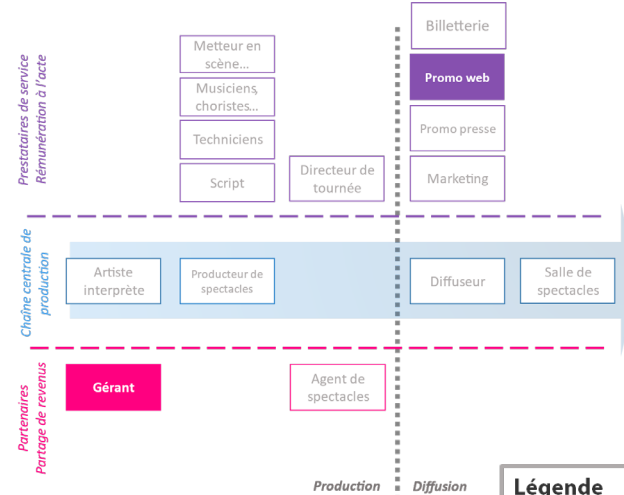 Prestataires de service
Rémunération à l'acte
Metteur en
scène...
Musiciens,
choristes...
Techniciens
Script
Directeur de
tournée
Billetterie
Promo web
Promo presse
Marketing
Chaîne centrale de
production
Artiste
interprète
Producteur de
spectacles
Diffuseur
Salle de
spectacles
Partenaires
Partage de revenus
Gérant
Agent de
spectacles
Production
Diffusion
Légende